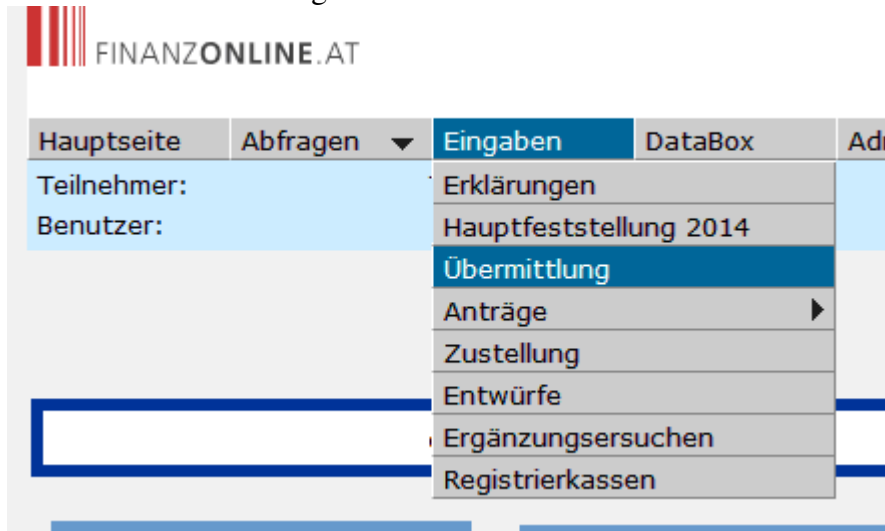 FINANZONLINE.AT
Hauptseite Abfragen Eingaben DataBox
Teilnehmer: Erklärungen
Benutzer: Hauptfeststellung 2014
Übermittlung
Anträge
Zustellung
Entwürfe
Ergänzungsersuchen
Registrierkassen